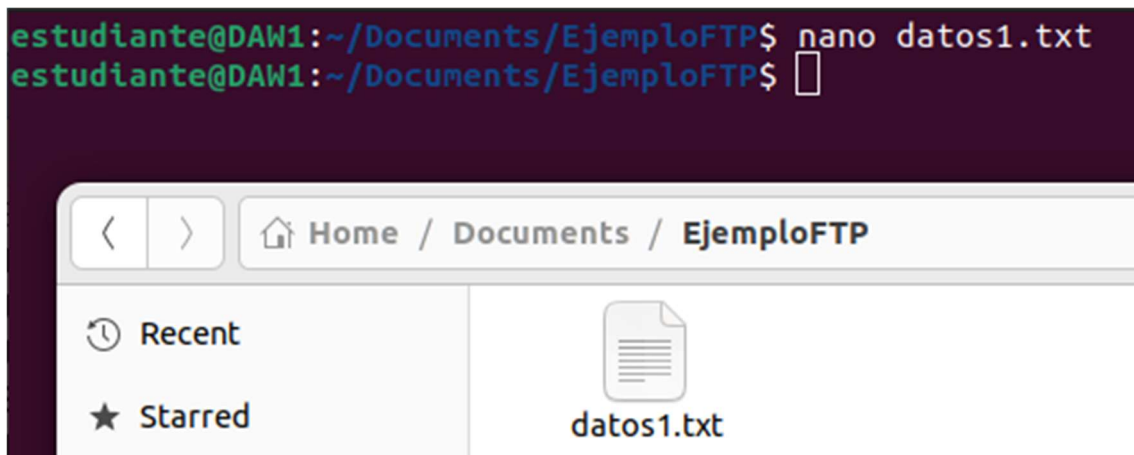 estudiante@DAW1:~/Documents/EjemploFTP$ nano datos1.txt
estudiante@DAW1:~/Documents/EjemploFTP$
Home / Documents / EjemploFTP
Recent
datos1.txt
Starred